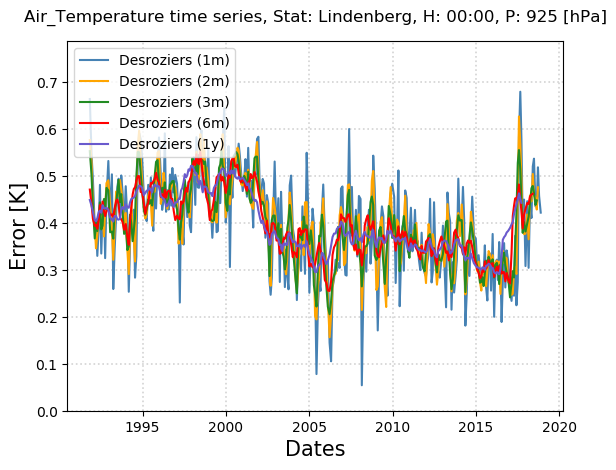 Air_Temperature time series, Stat: Lindenberg, H: 00:00, P: 925 [hPa]
Desroziers (1m)
Desroziers (2m)
Desroziers (3m)
Desroziers (6m)
Desroziers (1y)
Error [K]
0.7
0.6
0.5
0.4
0.3
0.2
0.1
0.0
1995 2000 2005 2010 2015 2020
Dates